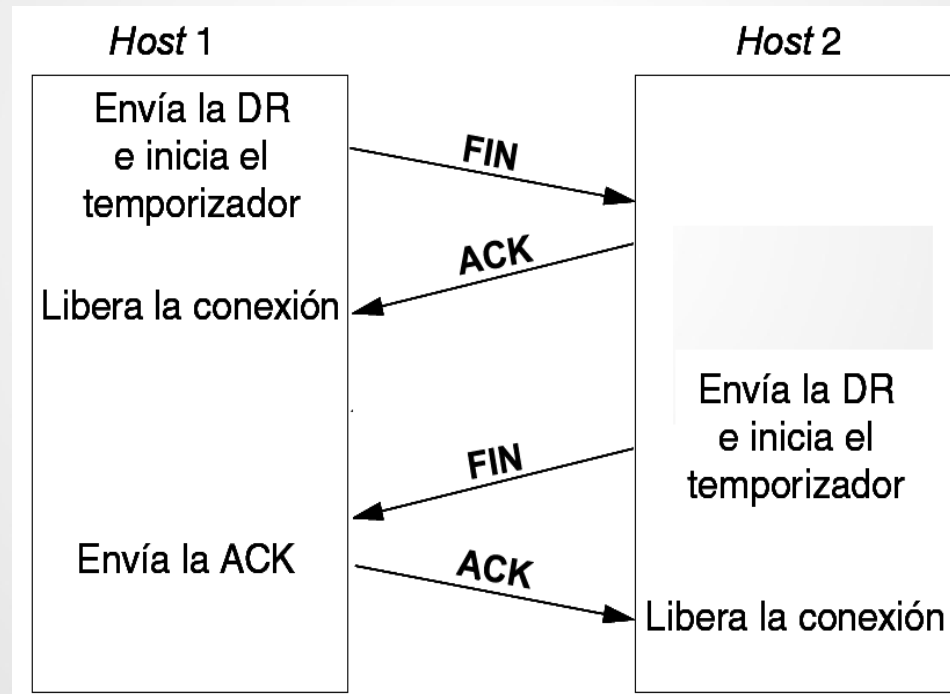 Host 1
Host 2
Envía la DR
e inicia el
temporizador
FIN
ACK
Libera la conexión
Envía la DR
e inicia el
temporizador
FIN
Envía la ACK
ACK
Libera la conexión